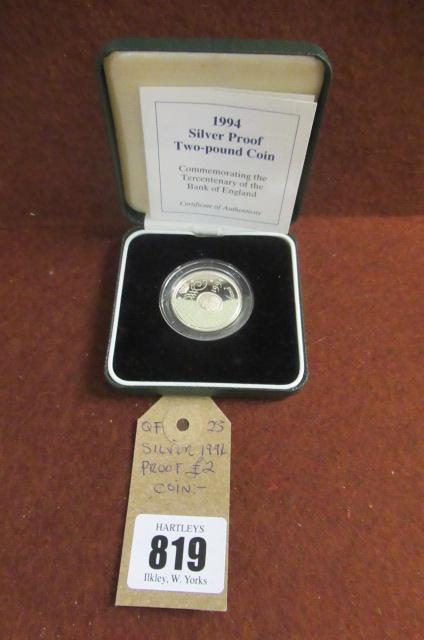 1994
Silver Proof
Two-pound Coin
Commemorating the
Tercentenary of the
Bank of England
Certificate of Authenticity
QF 25
SILVER 1994
PROOF £2
COIN:-
HARTLEYS
819
Ilkley, W. Yorks